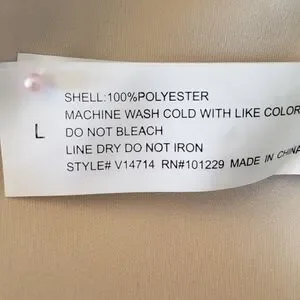 SHELL:100%POLYESTER
MACHINE WASH COLD WITH LIKE COLOR
L
DO NOT BLEACH
LINE DRY DO NOT IRON
STYLE# V14714 RN#101229 MADE IN CHINA